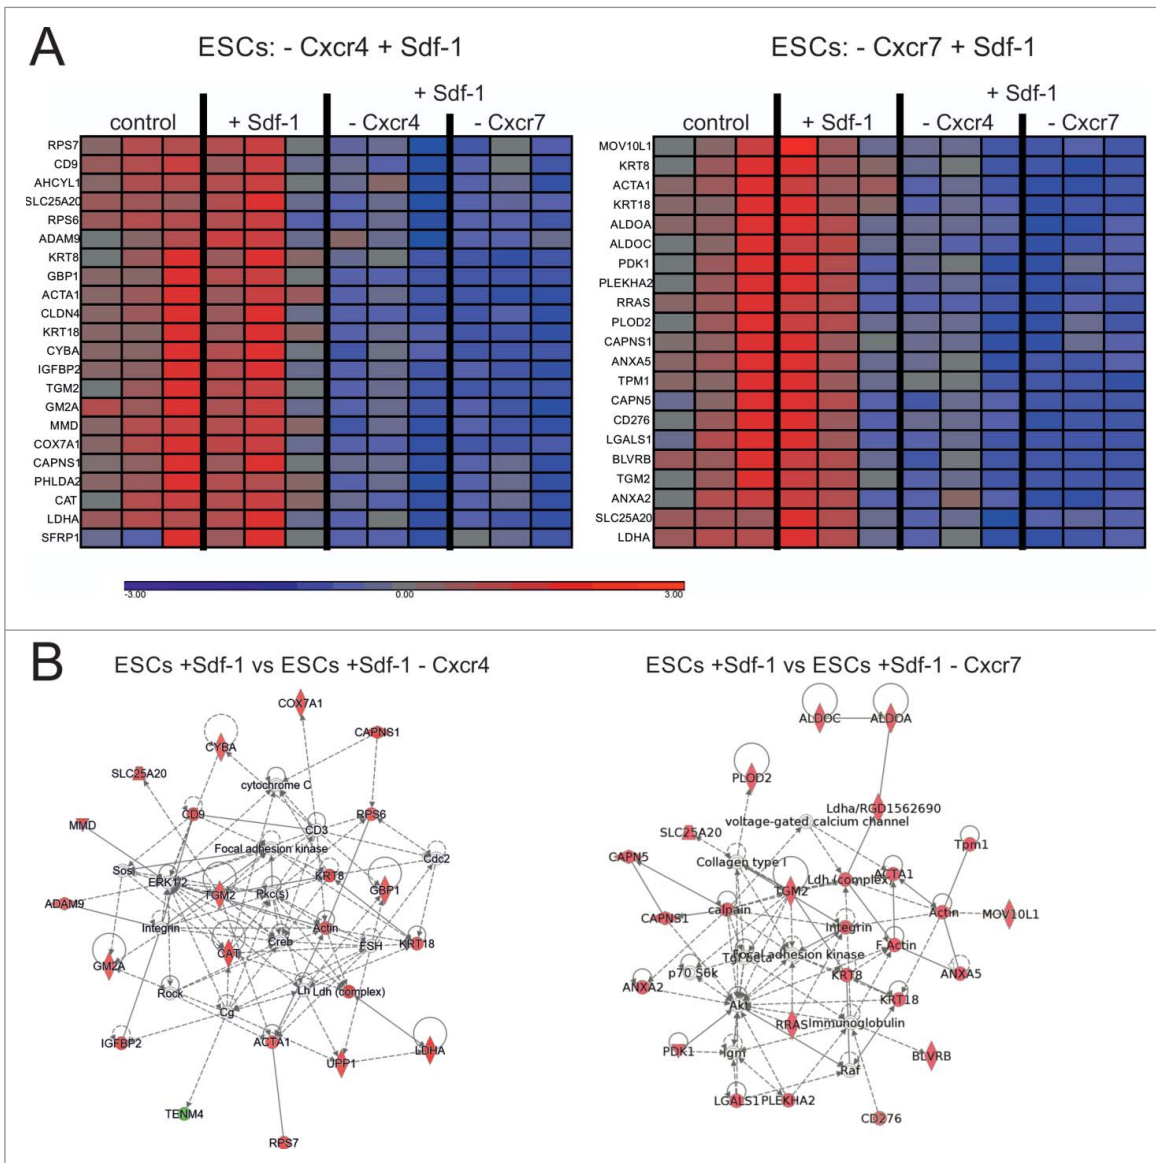 A
ESCs: - Cxcr4 + Sdf-1
ESCs: - Cxcr7 + Sdf-1
+ Sdf-1
+ Sdf-1
control
+ Sdf-1
- Cxcr4
- Cxcr7
control
+ Sdf-1
- Cxcr4
- Cxcr7
RPS7
CD9
AHCYL1
SLC25A20
RPS6
ADAM9
KRT8
GBP1
ACTA1
CLDN4
KRT18
CYBA
IGFBP2
TGM2
GM2A
MMD
COX7A1
CAPNS1
PHLDA2
CAT
LDHA
SFRP1
MOV10L1
KRT8
ACTA1
KRT18
ALDOA
ALDOC
PDK1
PLEKHA2
RRAS
PLOD2
CAPNS1
ANXA5
TPM1
CAPN5
CD276
LGALS1
BLVRB
TGM2
ANXA2
SLC25A20
LDHA
-3.00
0.00
3.00
B
ESCs +Sdf-1 vs ESCs +Sdf-1 - Cxcr4
ESCs +Sdf-1 vs ESCs +Sdf-1 - Cxcr7
COX7A1
CAPNS1
CYBA
SLC25A20
cytochrome C
CD9
RPS6
MMD
CD3
Focal adhesion kinase
Cdc2
Sos
ERK1/2
KRT8
TGM2
Pkc(s)
GBP1
ADAM9
Integrin
Actin
Creb
FSH
KRT18
CAT
GM2A
Rock
Lh
Ldh (complex)
Cg
IGFBP2
ACTA1
UPP1
LDHA
TENM4
RPS7
ALDOC
ALDOA
PLOD2
Ldha/RGD1562690
voltage-gated calcium channel
SLC25A20
Tpm1
CAPN5
Collagen type I
ACTA1
Ldh (complex)
TGM2
CAPNS1
calpain
Actin
MOV10L1
Integrin
F Actin
Tgf beta
Focal adhesion kinase
p70 S6k
KRT8
ANXA5
ANXA2
KRT18
Akt
RRAS
Immunoglobulin
PDK1
Igm
BLVRB
Raf
LGALS1
PLEKHA2
CD276